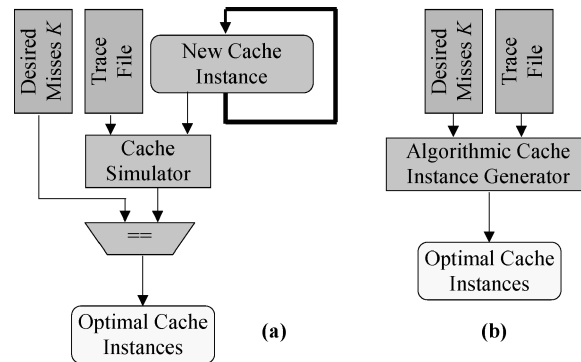 Desired
Misses K
Trace
File
New Cache
Instance
Cache
Simulator
==
Optimal Cache
Instances
(a)
Desired
Misses K
Trace
File
Algorithmic Cache
Instance Generator
Optimal Cache
Instances
(b)